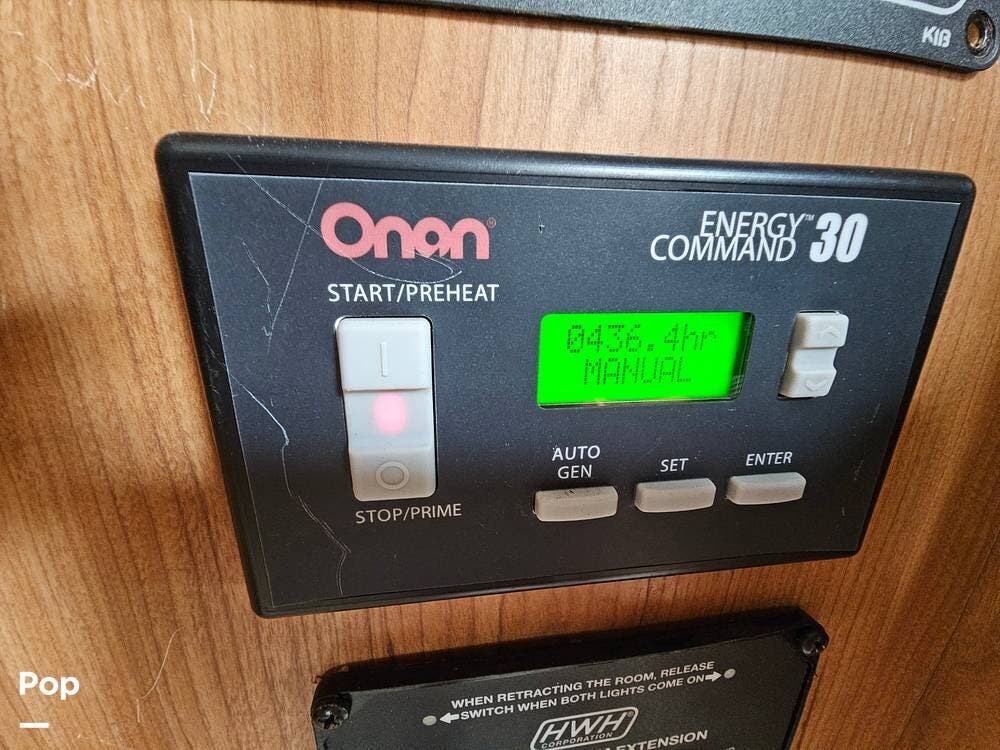 KIB
Onan
ENERGY™
COMMAND 30
START/PREHEAT
0436.4hr
MANUAL
AUTO
GEN
SET
ENTER
STOP/PRIME
WHEN RETRACTING THE ROOM, RELEASE
SWITCH WHEN BOTH LIGHTS COME ON
HWH
CORPORATION
EXTENSION
Pop